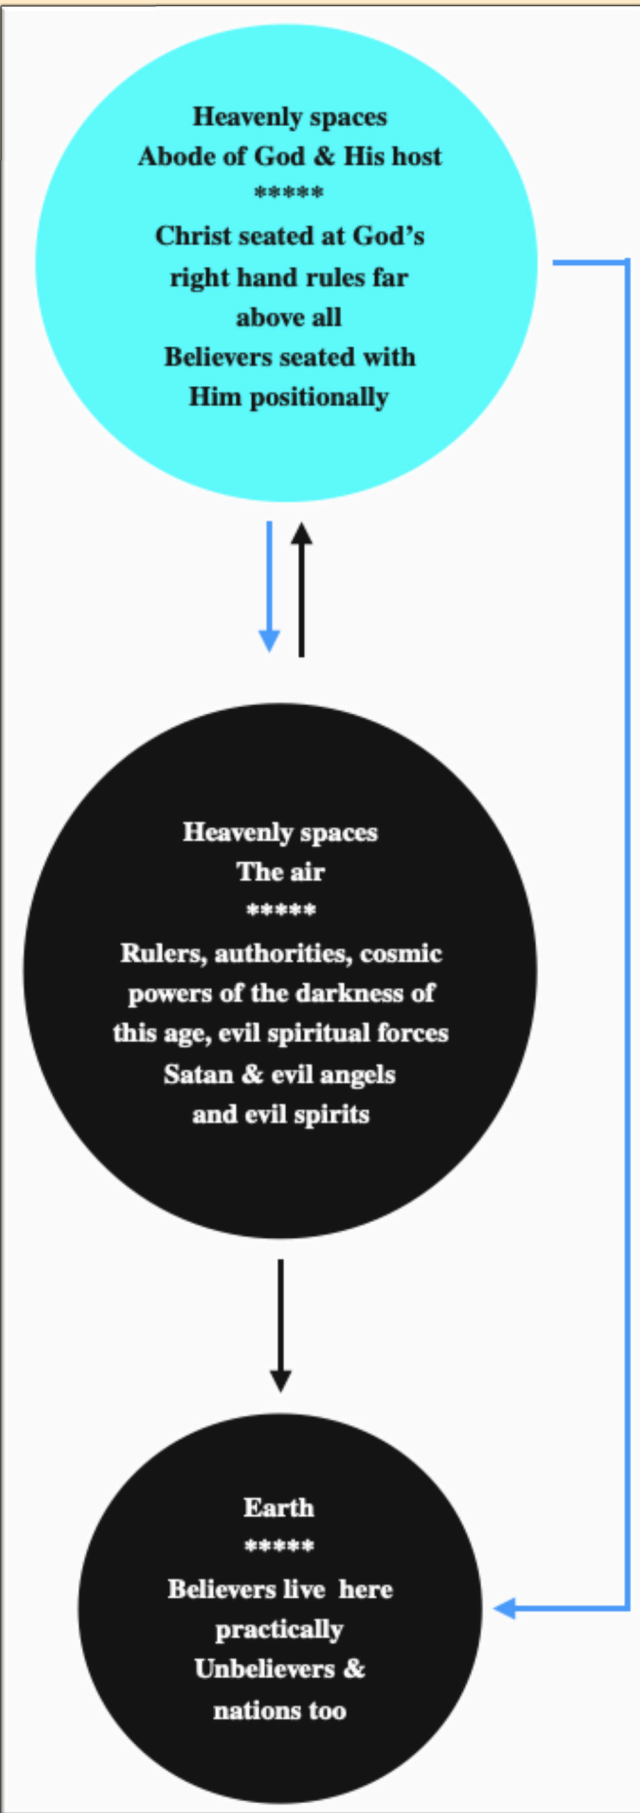 Heavenly spaces
Abode of God & His host
*****
Christ seated at God’s
right hand rules far
above all
Believers seated with
Him positionally
Heavenly spaces
The air
*****
Rulers, authorities, cosmic
powers of the darkness of
this age, evil spiritual forces
Satan & evil angels
and evil spirits
Earth
*****
Believers live  here
practically
Unbelievers &
nations too